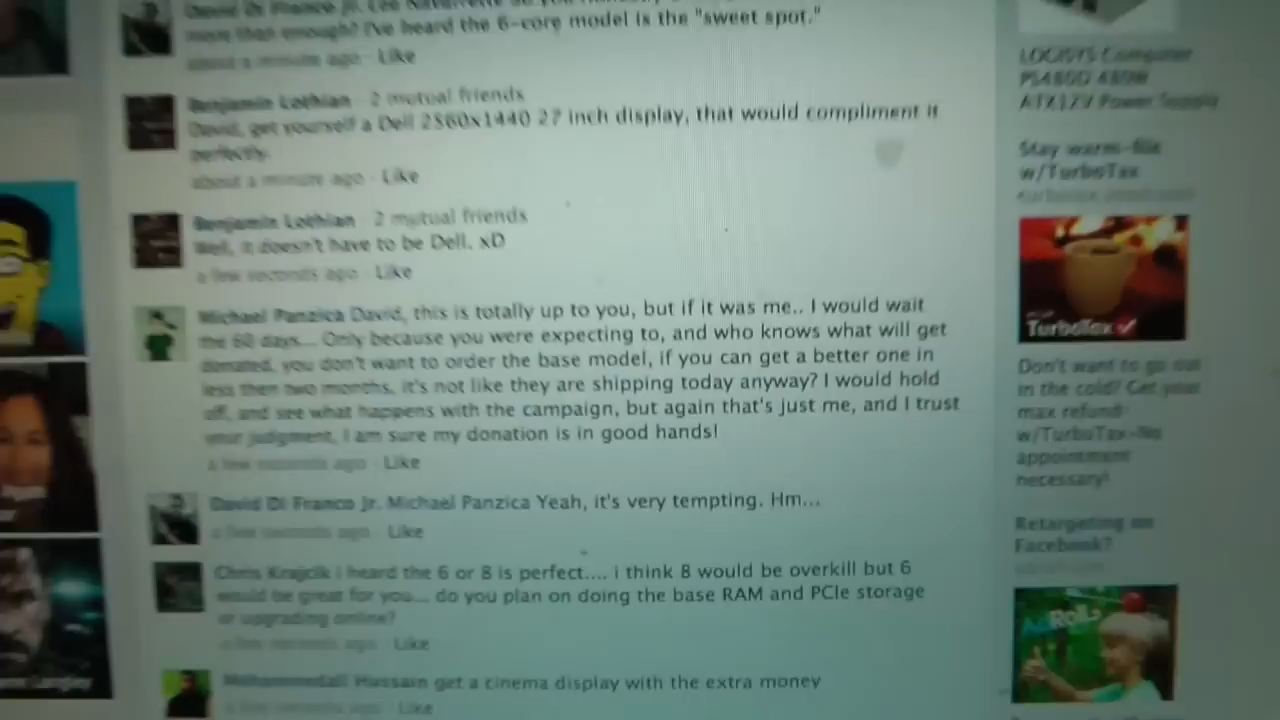 David Di Franco Jr. Lee
more than enough? I've heard the 6-core model is the "sweet spot."
about a minute ago · Like
Benjamin Lothian · 2 mutual friends
David, get yourself a Dell 2560x1440 27 inch display, that would compliment it
perfectly.
about a minute ago · Like
Benjamin Lothian · 2 mutual friends
Well, it doesn't have to be Dell. xD
a few seconds ago · Like
Michael Panzica David, this is totally up to you, but if it was me.. I would wait
the 60 days... Only because you were expecting to, and who knows what will get
donated, you don't want to order the base model, if you can get a better one in
less then two months, it's not like they are shipping today anyway? I would hold
off, and see what happens with the campaign, but again that's just me, and I trust
your judgment, I am sure my donation is in good hands!
a few seconds ago · Like
David Di Franco Jr. Michael Panzica Yeah, it's very tempting. Hm...
a few seconds ago · Like
Chris Krajcik i heard the 6 or 8 is perfect.... i think 8 would be overkill but 6
would be great for you... do you plan on doing the base RAM and PCIe storage
or upgrading online?
a few seconds ago · Like
Hussain get a cinema display with the extra money
a few seconds ago · Like
LOGISYS Computer
PS480D 480W
ATX12V Power Supply
Stay warm-file
w/TurboTax
TurboTax
Don't want to go out
in the cold? Get your
max refund
w/TurboTax-No
appointment
necessary!
Retargeting on
Facebook?
AdRoll